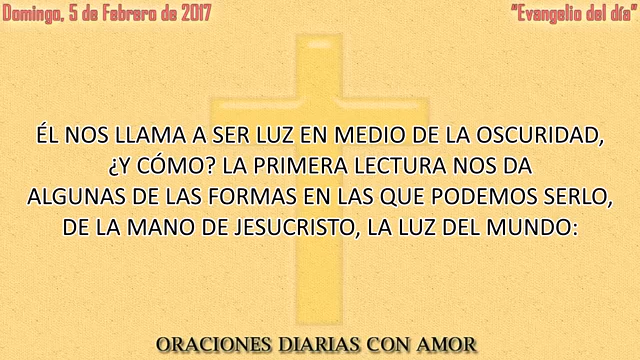 Domingo, 5 de Febrero de 2017
"Evangelio del día"
ÉL NOS LLAMA A SER LUZ EN MEDIO DE LA OSCURIDAD,
¿Y CÓMO? LA PRIMERA LECTURA NOS DA
ALGUNAS DE LAS FORMAS EN LAS QUE PODEMOS SERLO,
DE LA MANO DE JESUCRISTO, LA LUZ DEL MUNDO:
ORACIONES DIARIAS CON AMOR